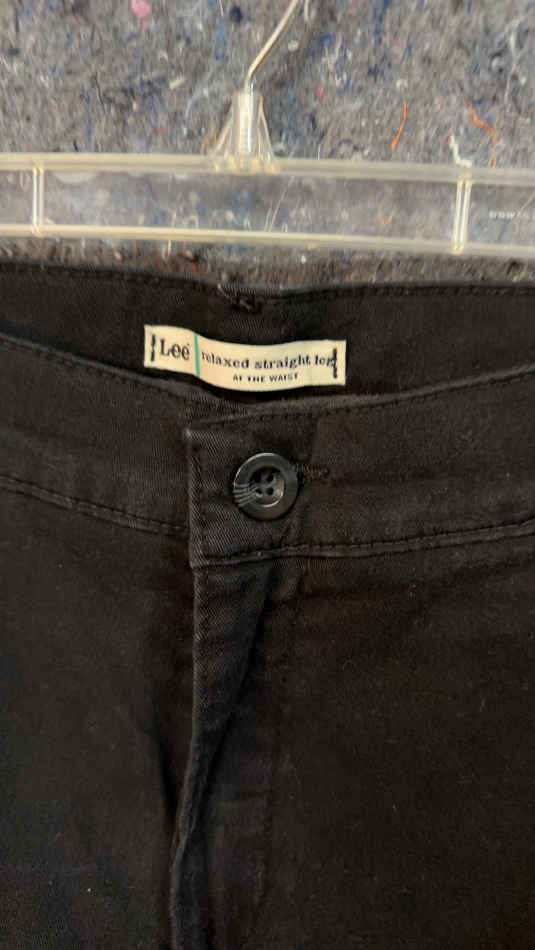 Lee relaxed straight leg
AT THE WAIST